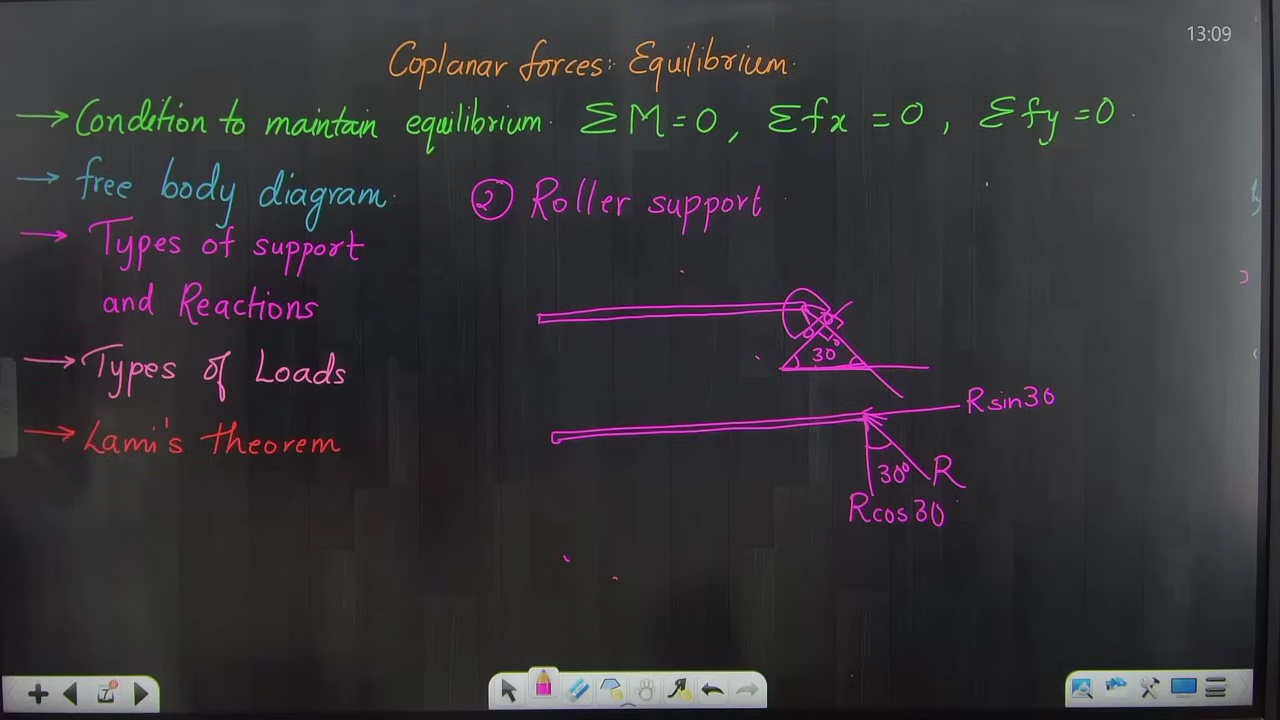 13:09
Coplanar forces: Equilibrium.
→ Condition to maintain equilibrium. ΣM=0, Σfx=0, Σfy=0.
→ free body diagram.
② Roller support
→ Types of support
and Reactions
30
→ Types of Loads
R sin30
→ Lami's theorem
30° R
Rcos30